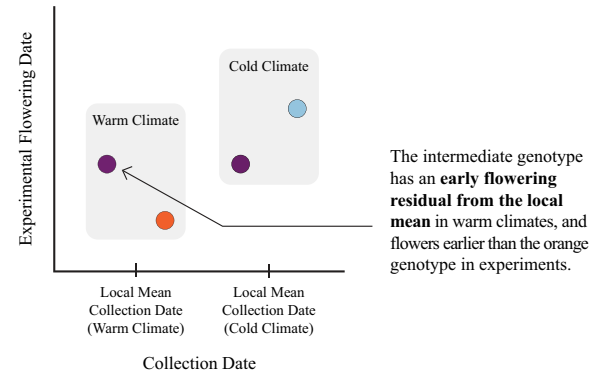 Experimental Flowering Date
Warm Climate
Cold Climate
The intermediate genotype
has an early flowering
residual from the local
mean in warm climates, and
flowers earlier than the orange
genotype in experiments.
Local Mean
Collection Date
(Warm Climate)
Local Mean
Collection Date
(Cold Climate)
Collection Date